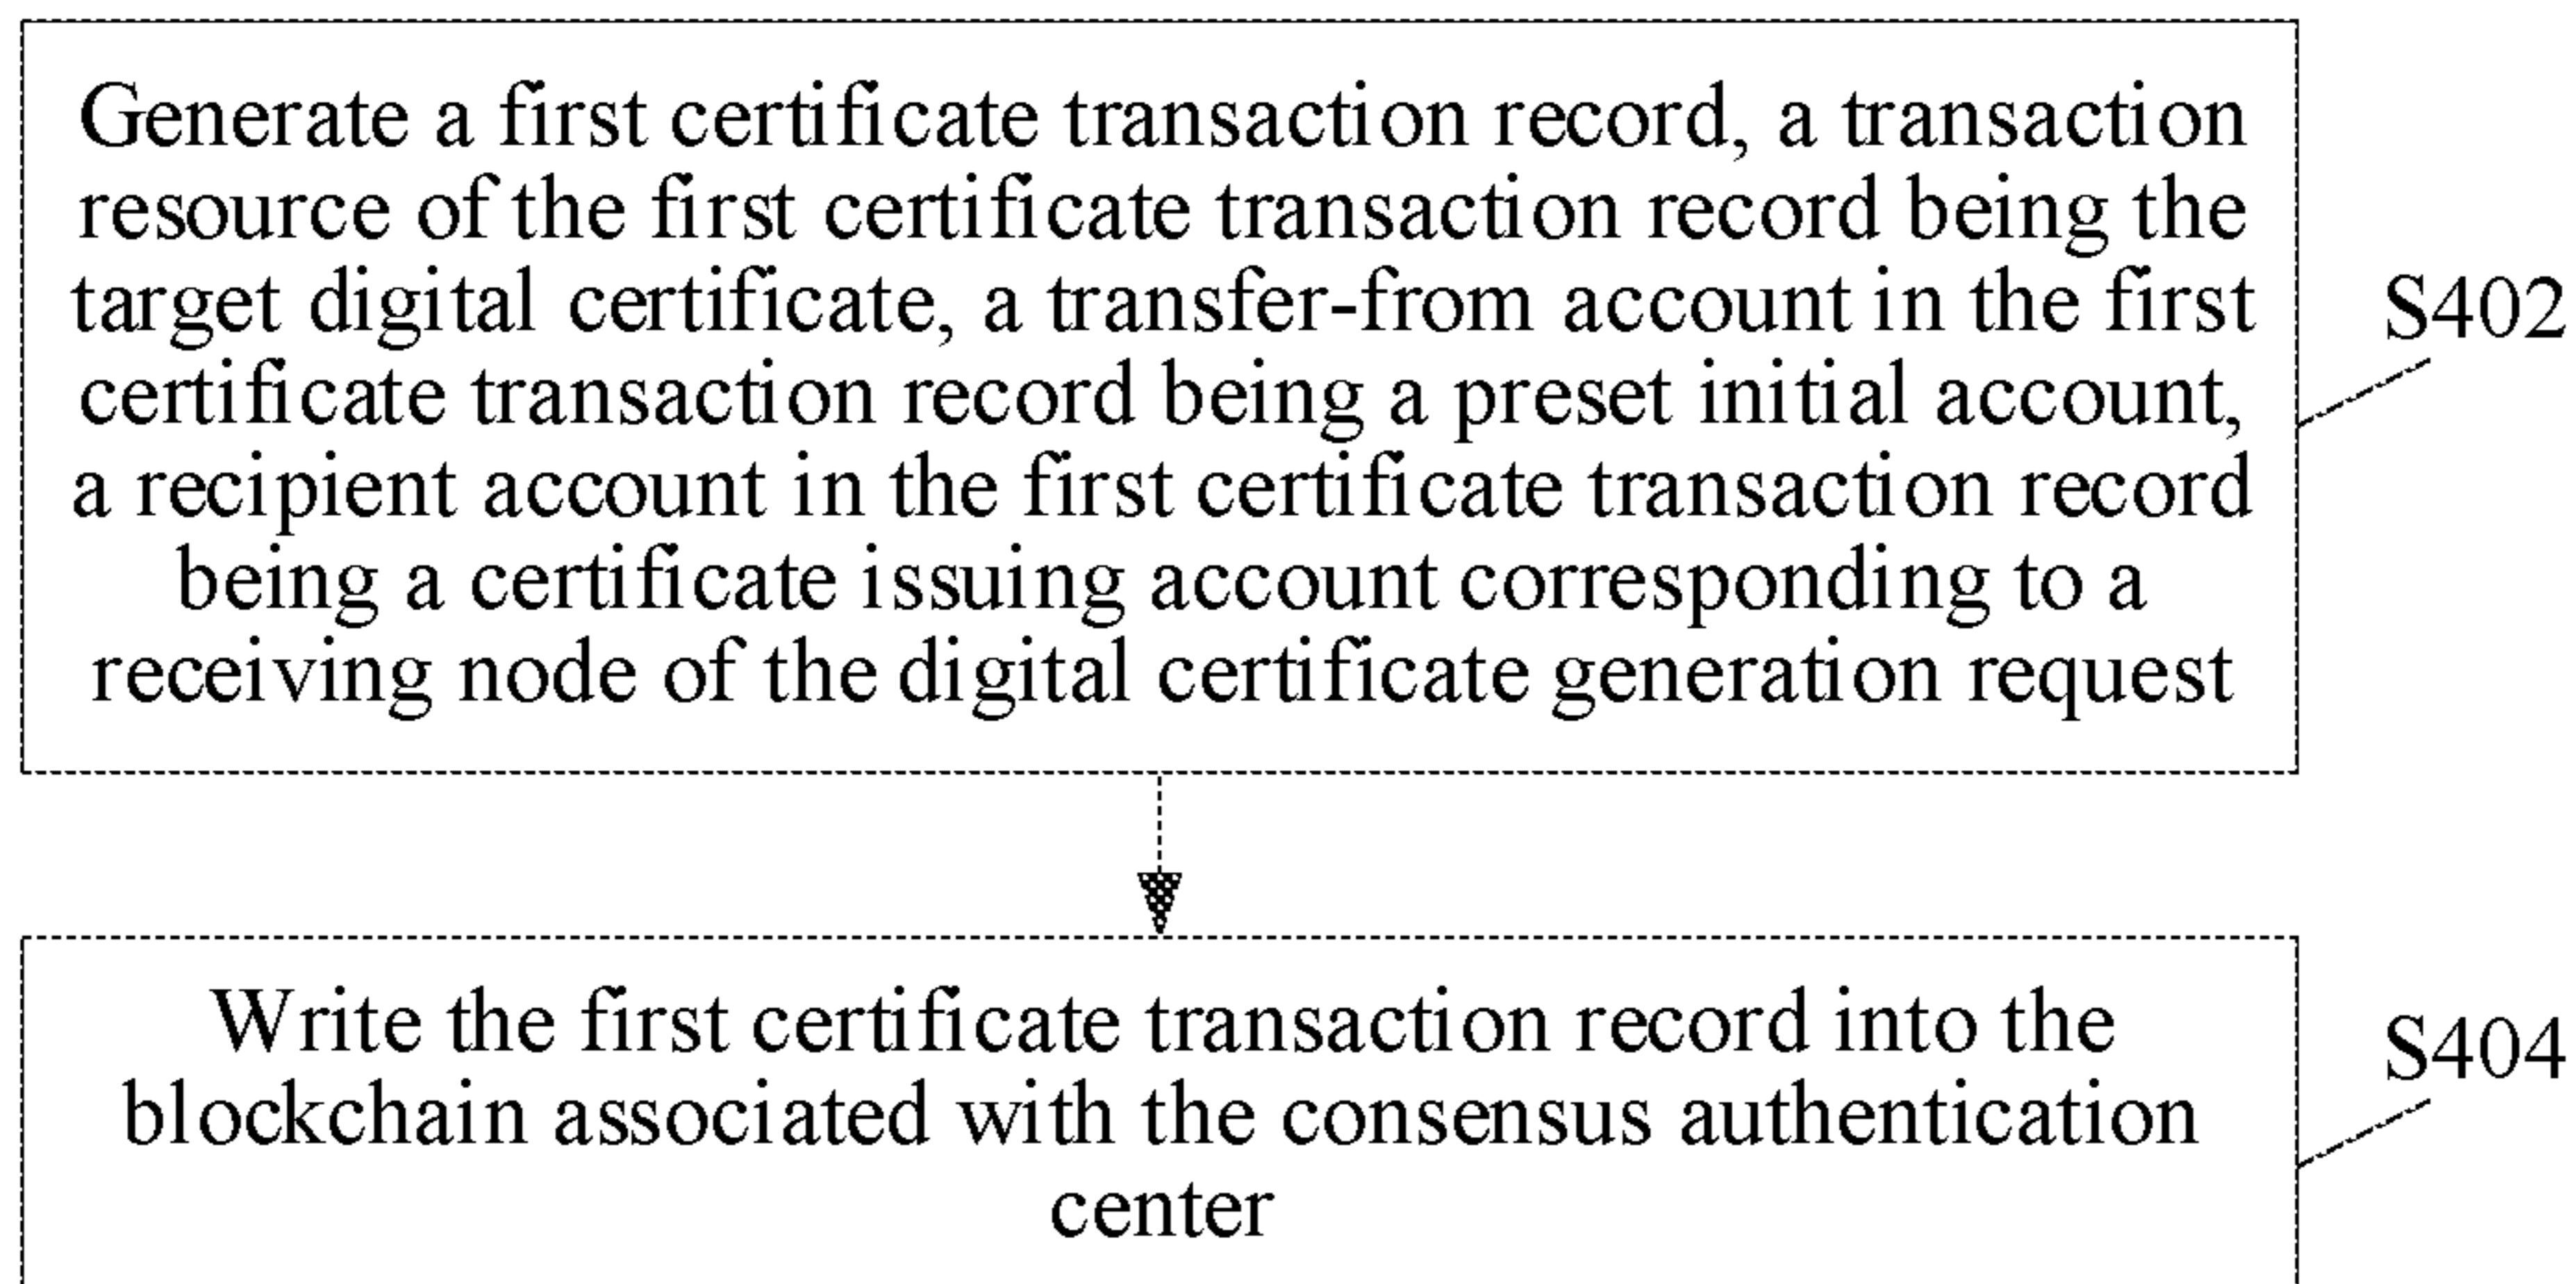 Generate a first certificate transaction record, a transaction
resource of the first certificate transaction record being the
target digital certificate, a transfer-from account in the first
certificate transaction record being a preset initial account,
a recipient account in the first certificate transaction record
being a certificate issuing account corresponding to a
receiving node of the digital certificate generation request
S402
Write the first certificate transaction record into the
blockchain associated with the consensus authentication
center
S404